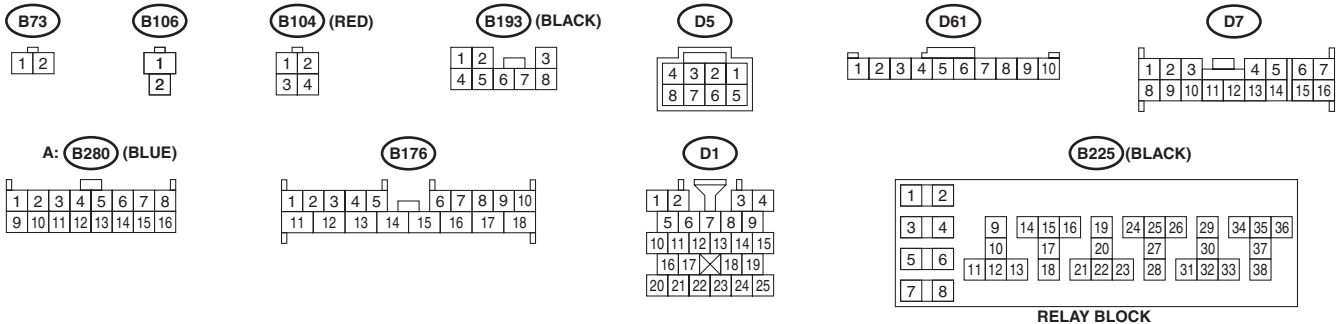 B73
1 2
B106
1
2
B104 (RED)
1 2
3 4
B193 (BLACK)
1 2 3
4 5 6 7 8
D5
4 3 2 1
8 7 6 5
D61
1 2 3 4 5 6 7 8 9 10
D7
1 2 3 4 5 6 7
8 9 10 11 12 13 14 15 16
A: B280 (BLUE)
1 2 3 4 5 6 7 8
9 10 11 12 13 14 15 16
B176
1 2 3 4 5 6 7 8 9 10
11 12 13 14 15 16 17 18
D1
1 2 3 4
5 6 7 8 9
10 11 12 13 14 15
16 17 18 19
20 21 22 23 24 25
B225 (BLACK)
1 2
3 4 9 14 15 16 19 24 25 26 29 34 35 36
10 17 20 27 30 37
5 6 11 12 13 18 21 22 23 28 31 32 33 38
7 8
RELAY BLOCK